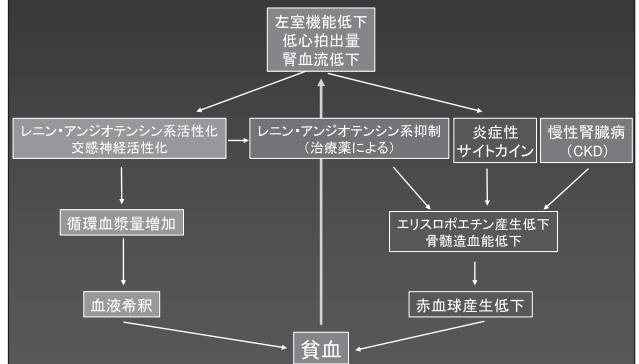 左室機能低下
低心拍出量
腎血流低下
レニン・アンジオテンシン系活性化
交感神経活性化
レニン・アンジオテンシン系抑制
(治療薬による)
炎症性
サイトカイン
慢性腎臓病
(CKD)
循環血漿量増加
エリスロポエチン産生低下
骨髄造血能低下
血液希釈
赤血球産生低下
貧血